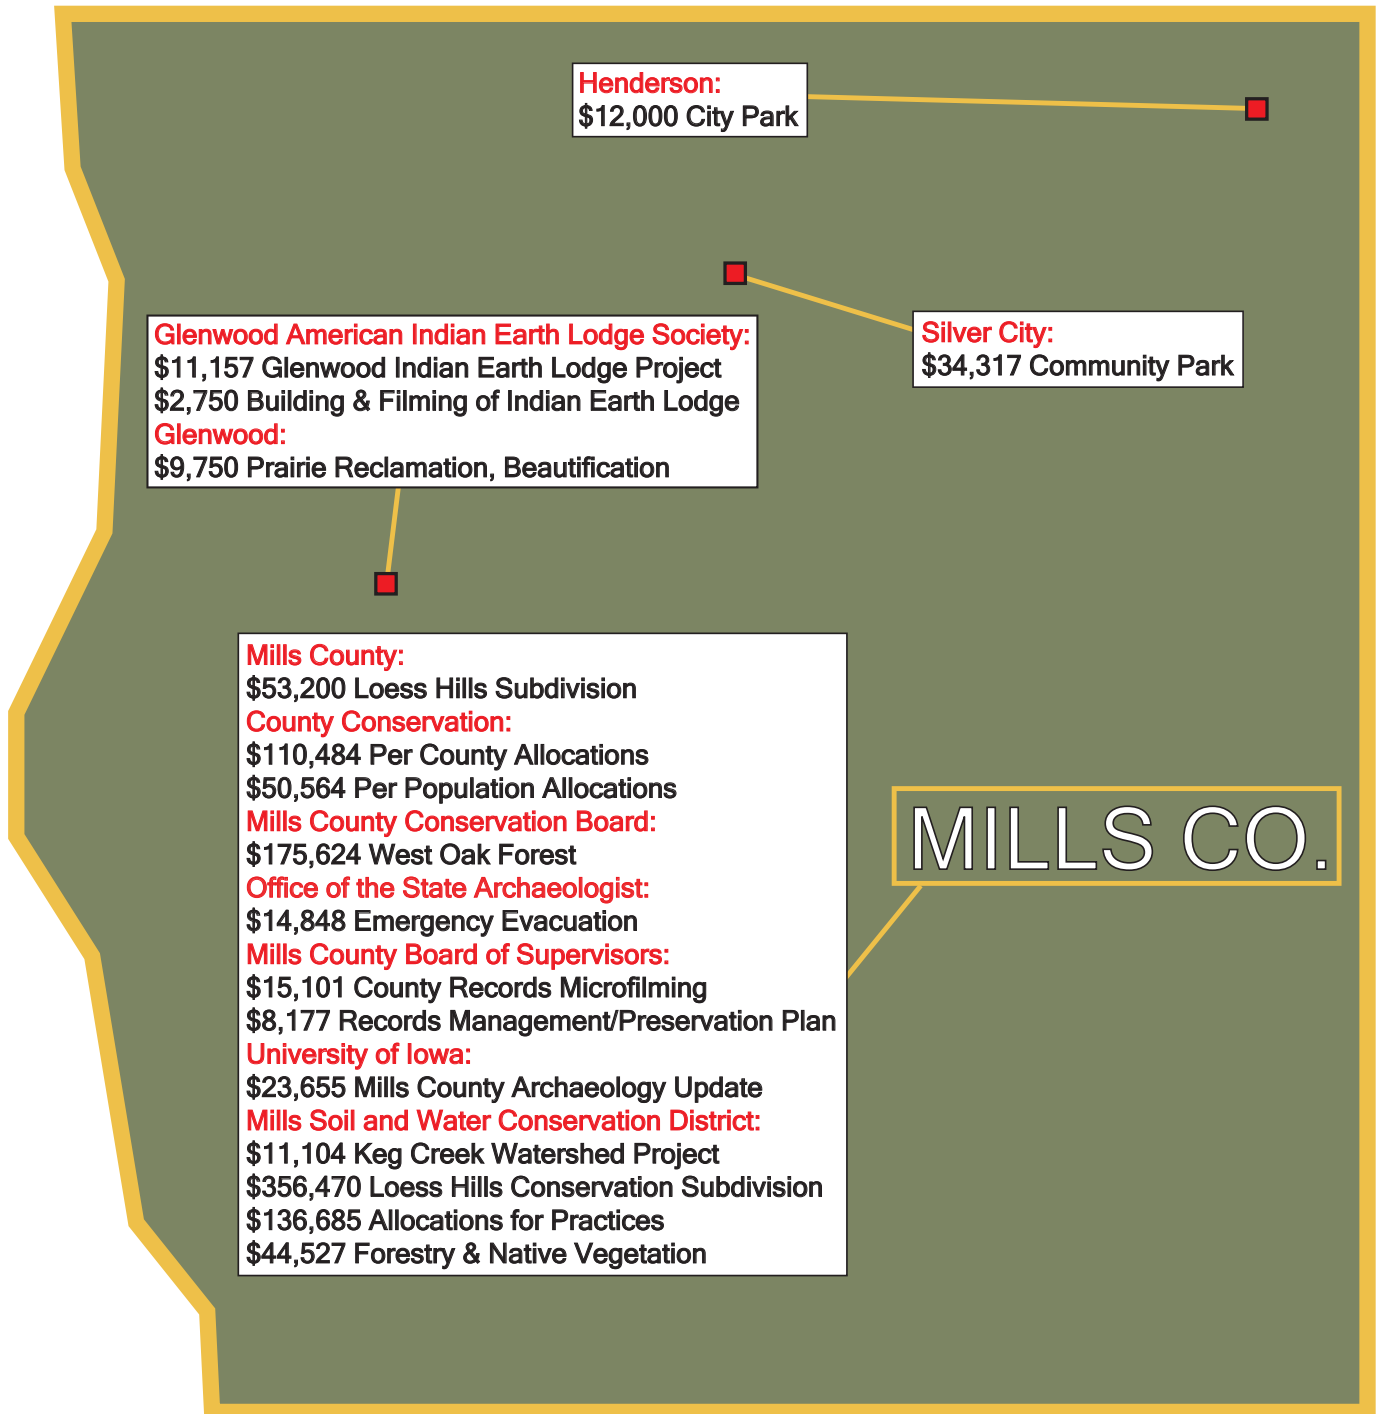 Henderson:
$12,000 City Park
Silver City:
$34,317 Community Park
Glenwood American Indian Earth Lodge Society:
$11,157 Glenwood Indian Earth Lodge Project
$2,750 Building & Filming of Indian Earth Lodge
Glenwood:
$9,750 Prairie Reclamation, Beautification
Mills County:
$53,200 Loess Hills Subdivision
County Conservation:
$110,484 Per County Allocations
$50,564 Per Population Allocations
Mills County Conservation Board:
$175,624 West Oak Forest
Office of the State Archaeologist:
$14,848 Emergency Evacuation
Mills County Board of Supervisors:
$15,101 County Records Microfilming
$8,177 Records Management/Preservation Plan
University of Iowa:
$23,655 Mills County Archaeology Update
Mills Soil and Water Conservation District:
$11,104 Keg Creek Watershed Project
$356,470 Loess Hills Conservation Subdivision
$136,685 Allocations for Practices
$44,527 Forestry & Native Vegetation
MILLS CO.